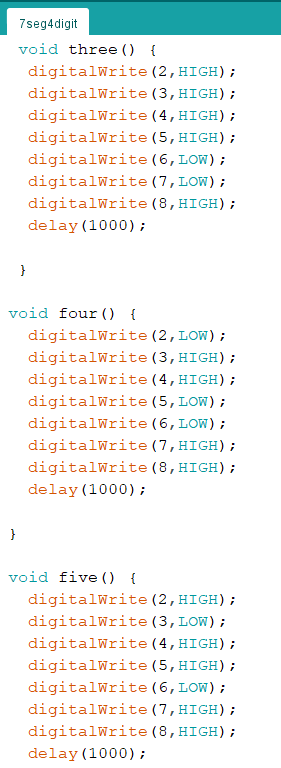 7seg4digit
void three() {
digitalWrite(2,HIGH);
digitalWrite(3,HIGH);
digitalWrite(4,HIGH);
digitalWrite(5,HIGH);
digitalWrite(6,LOW);
digitalWrite(7,LOW);
digitalWrite(8,HIGH);
delay(1000);
}
void four() {
digitalWrite(2,LOW);
digitalWrite(3,HIGH);
digitalWrite(4,HIGH);
digitalWrite(5,LOW);
digitalWrite(6,LOW);
digitalWrite(7,HIGH);
digitalWrite(8,HIGH);
delay(1000);
}
void five() {
digitalWrite(2,HIGH);
digitalWrite(3,LOW);
digitalWrite(4,HIGH);
digitalWrite(5,HIGH);
digitalWrite(6,LOW);
digitalWrite(7,HIGH);
digitalWrite(8,HIGH);
delay(1000);